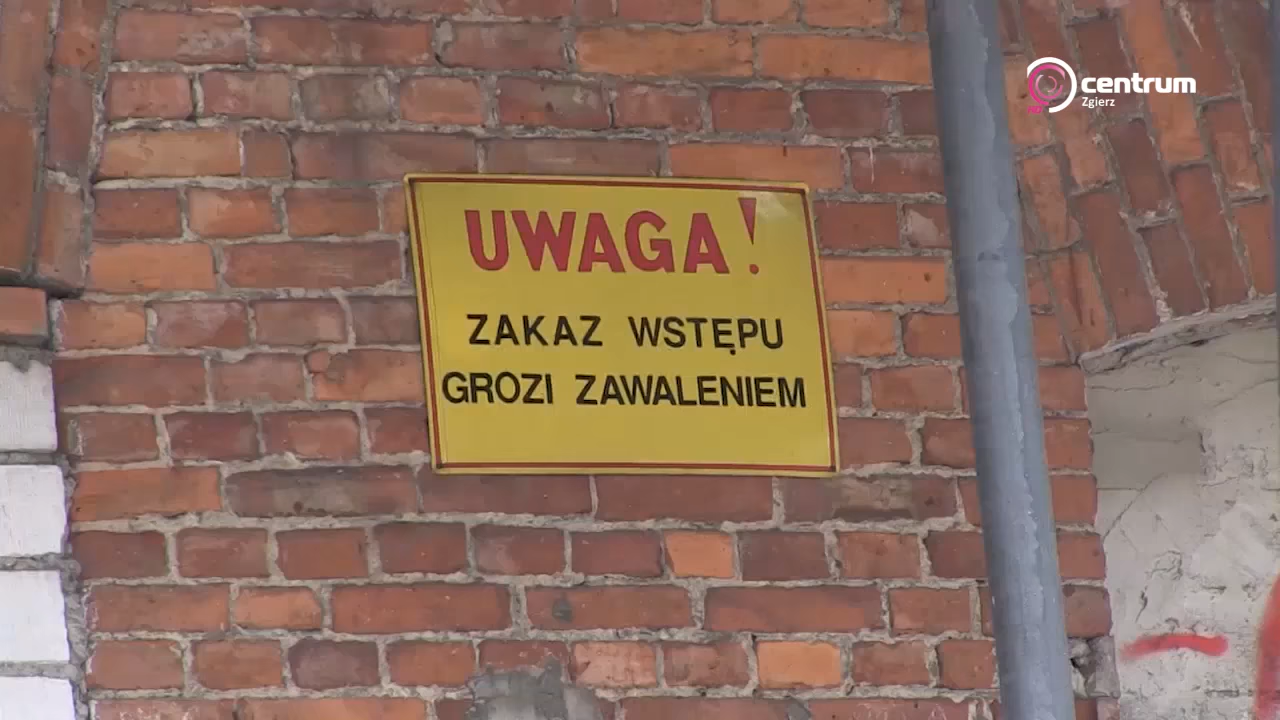 centrum
Zgierz
UWAGA!
ZAKAZ WSTĘPU
GROZI ZAWALENIEM